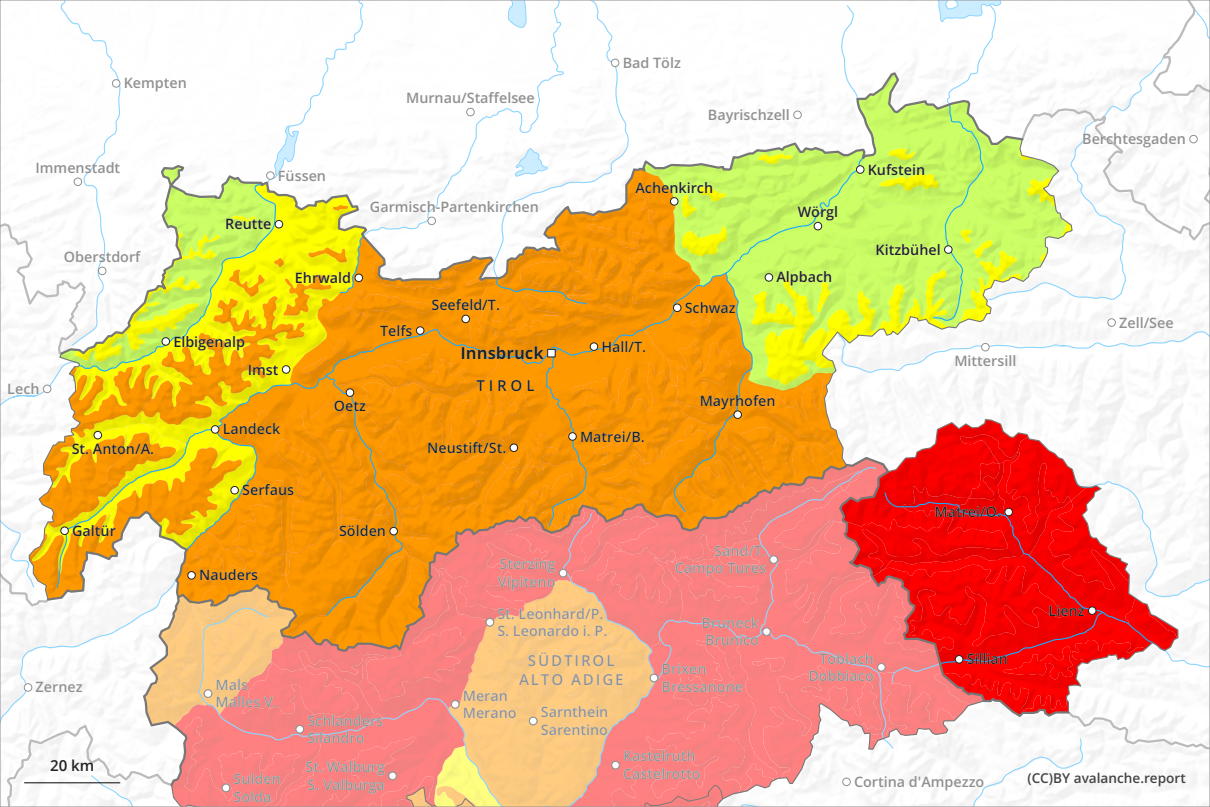 Kempten
Bad Tölz
Murnau/Staffelsee
Bayrischzell
Berchtesgaden
Immenstadt
Füssen
Kufstein
Achenkirch
Garmisch-Partenkirchen
Wörgl
Reutte
Kitzbühel
Oberstdorf
Ehrwald
Alpbach
Seefeld/T.
Schwaz
Telfs
Zell/See
Elbigenalp
Hall/T.
Innsbruck
Mittersill
Imst
TIROL
Lech
Oetz
Mayrhofen
Landeck
Matrei/B.
St. Anton/A.
Neustift/St.
Serfaus
Matrei/O.
Galtür
Sölden
Sand/T.
Campo Tures
Sterzing
Vipiteno
Nauders
St. Leonhard/P.
S. Leonardo i. P.
Lienz
Bruneck
Brunico
SÜDTIROL
ALTO ADIGE
Sillian
Toblach
Dobbiaco
Brixen
Bressanone
Zernez
Mals
Malles V.
Meran
Merano
Sarnthein
Sarentino
Schlanders
Silandro
Kastelruth
Castelrotto
St. Walburg
S. Valburga
20 km
Sulden
Solda
Cortina d'Ampezzo
(CC)BY avalanche.report